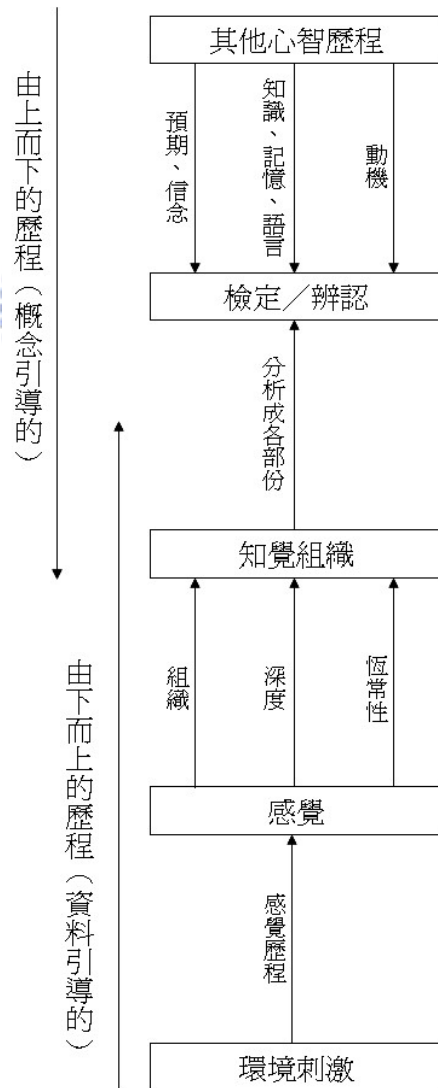 其他心智歷程
預期、信念
知識、記憶、語言
動機
由上而下的歷程（概念引導的）
檢定／辨認
分析成各部份
知覺組織
組織
深度
恆常性
由下而上的歷程（資料引導的）
感覺
感覺歷程
環境刺激